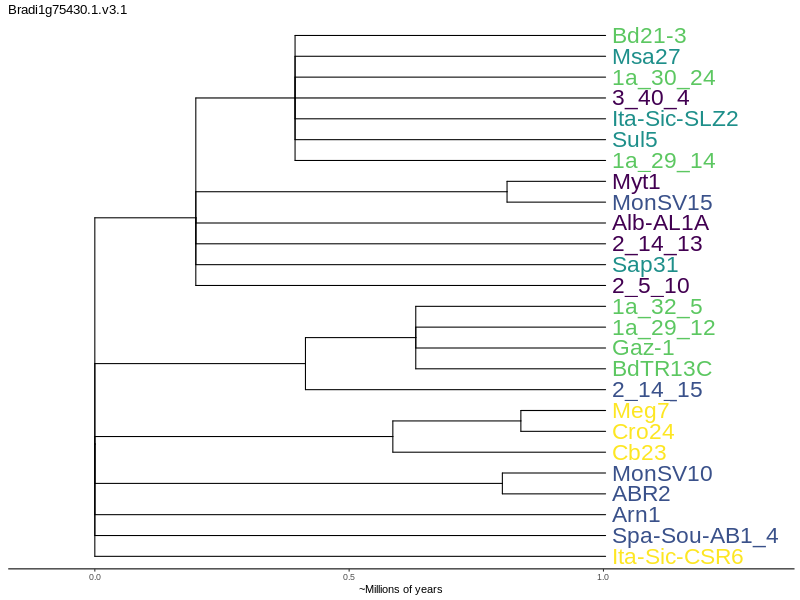 Bradi1g75430.1.v3.1
Bd21-3
Msa27
1a_30_24
3_40_4
Ita-Sic-SLZ2
Sul5
1a_29_14
Myt1
MonSV15
Alb-AL1A
2_14_13
Sap31
2_5_10
1a_32_5
1a_29_12
Gaz-1
BdTR13C
2_14_15
Meg7
Cro24
Cb23
MonSV10
ABR2
Arn1
Spa-Sou-AB1_4
Ita-Sic-CSR6
0.0 0.5 1.0
~Millions of years